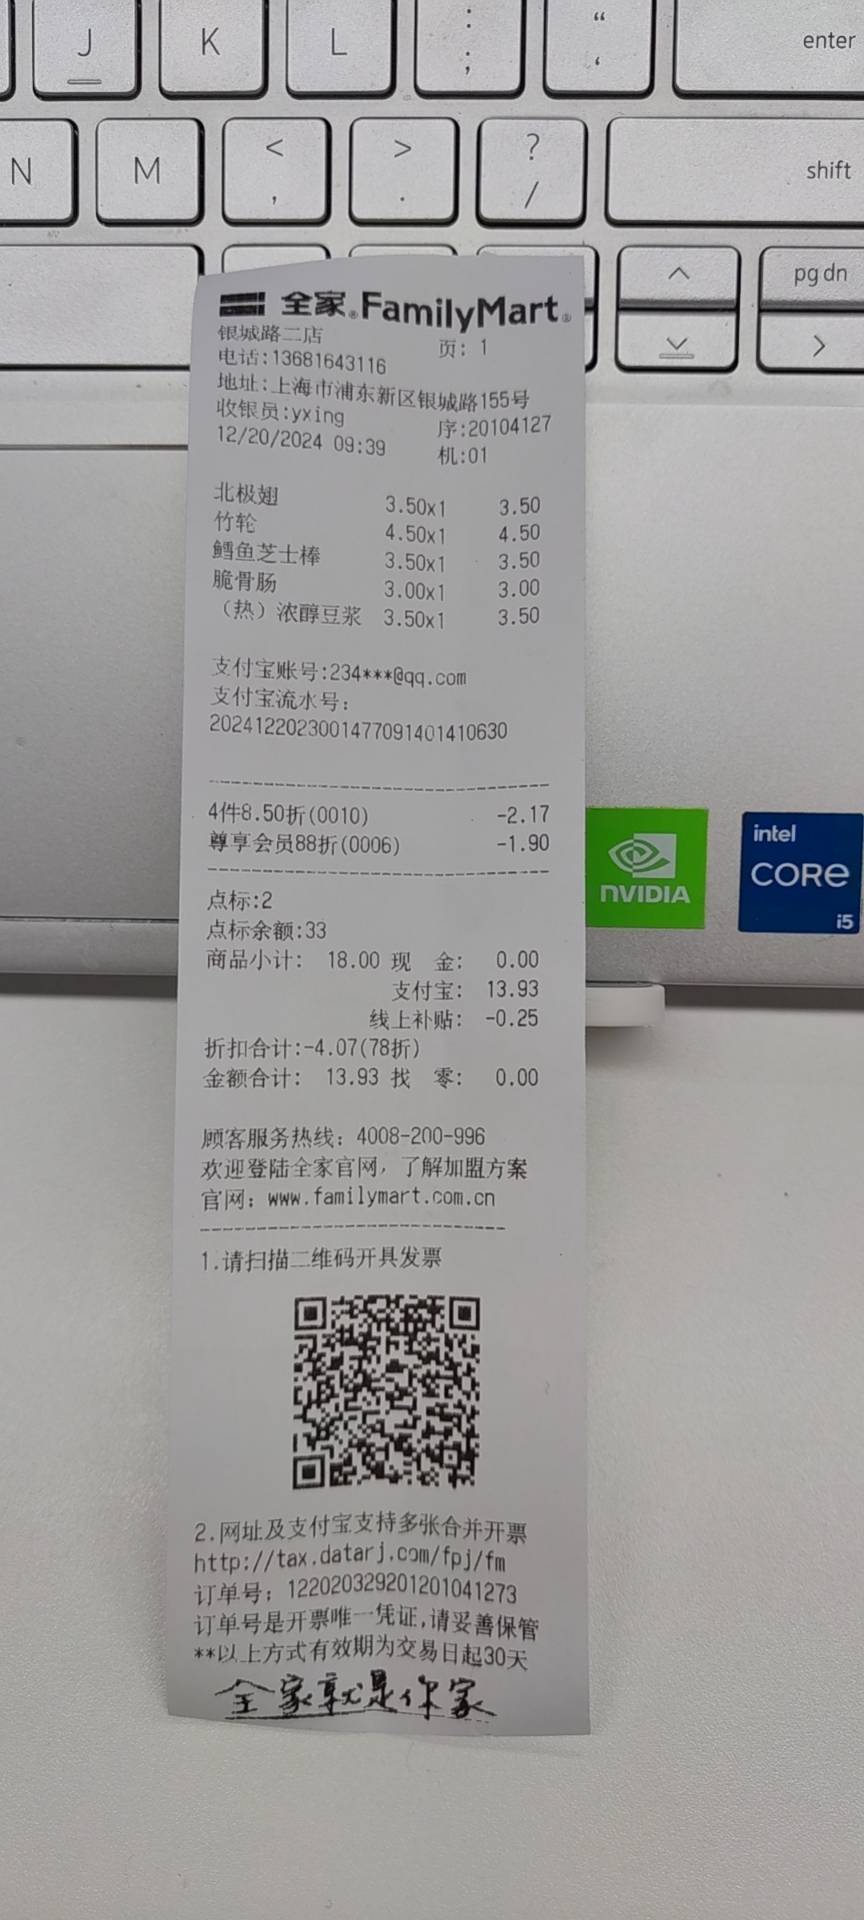 J K L : ; “ ‘ enter
N M < , > . ? / shift
pg dn
全家®FamilyMart®
银城路二店 页: 1
电话:13681643116
地址:上海市浦东新区银城路155号
收银员:yxing 序:20104127
12/20/2024 09:39 机:01
北极翅 3.50x1 3.50
竹轮 4.50x1 4.50
鳕鱼芝士棒 3.50x1 3.50
脆骨肠 3.00x1 3.00
（热）浓醇豆浆 3.50x1 3.50
支付宝账号:234***@qq.com
支付宝流水号:
2024122023001477091401410630
4件8.50折(0010) -2.17
尊享会员88折(0006) -1.90
点标:2
点标余额:33
商品小计: 18.00 现 金: 0.00
支付宝: 13.93
线上补贴: -0.25
折扣合计:-4.07(78折)
金额合计: 13.93 找 零: 0.00
顾客服务热线: 4008-200-996
欢迎登陆全家官网, 了解加盟方案
官网: www.familymart.com.cn
1.请扫描二维码开具发票
2.网址及支付宝支持多张合并开票
http://tax.datarj.com/fpj/fm
订单号: 122020329201201041273
订单号是开票唯一凭证,请妥善保管
**以上方式有效期为交易日起30天
全家就是你家
nVIDIA
intel
CORe
i5